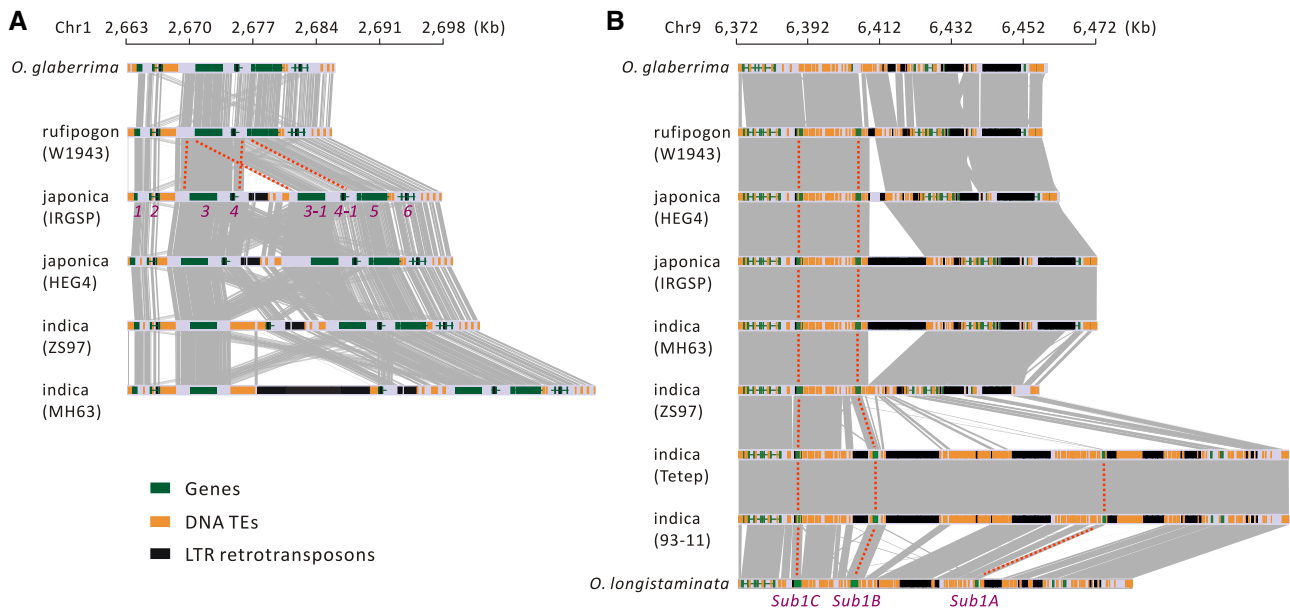 A
Chr1 2,663 2,670 2,677 2,684 2,691 2,698 (Kb)
O. glaberrima
rufipogon
(W1943)
japonica
(IRGSP)
1 2 3 4 3-1 4-1 5 6
japonica
(HEG4)
indica
(ZS97)
indica
(MH63)
Genes
DNA TEs
LTR retrotransposons
B
Chr9 6,372 6,392 6,412 6,432 6,452 6,472 (Kb)
O. glaberrima
rufipogon
(W1943)
japonica
(HEG4)
japonica
(IRGSP)
indica
(MH63)
indica
(ZS97)
indica
(Tetep)
indica
(93-11)
O. longistaminata
Sub1C Sub1B Sub1A